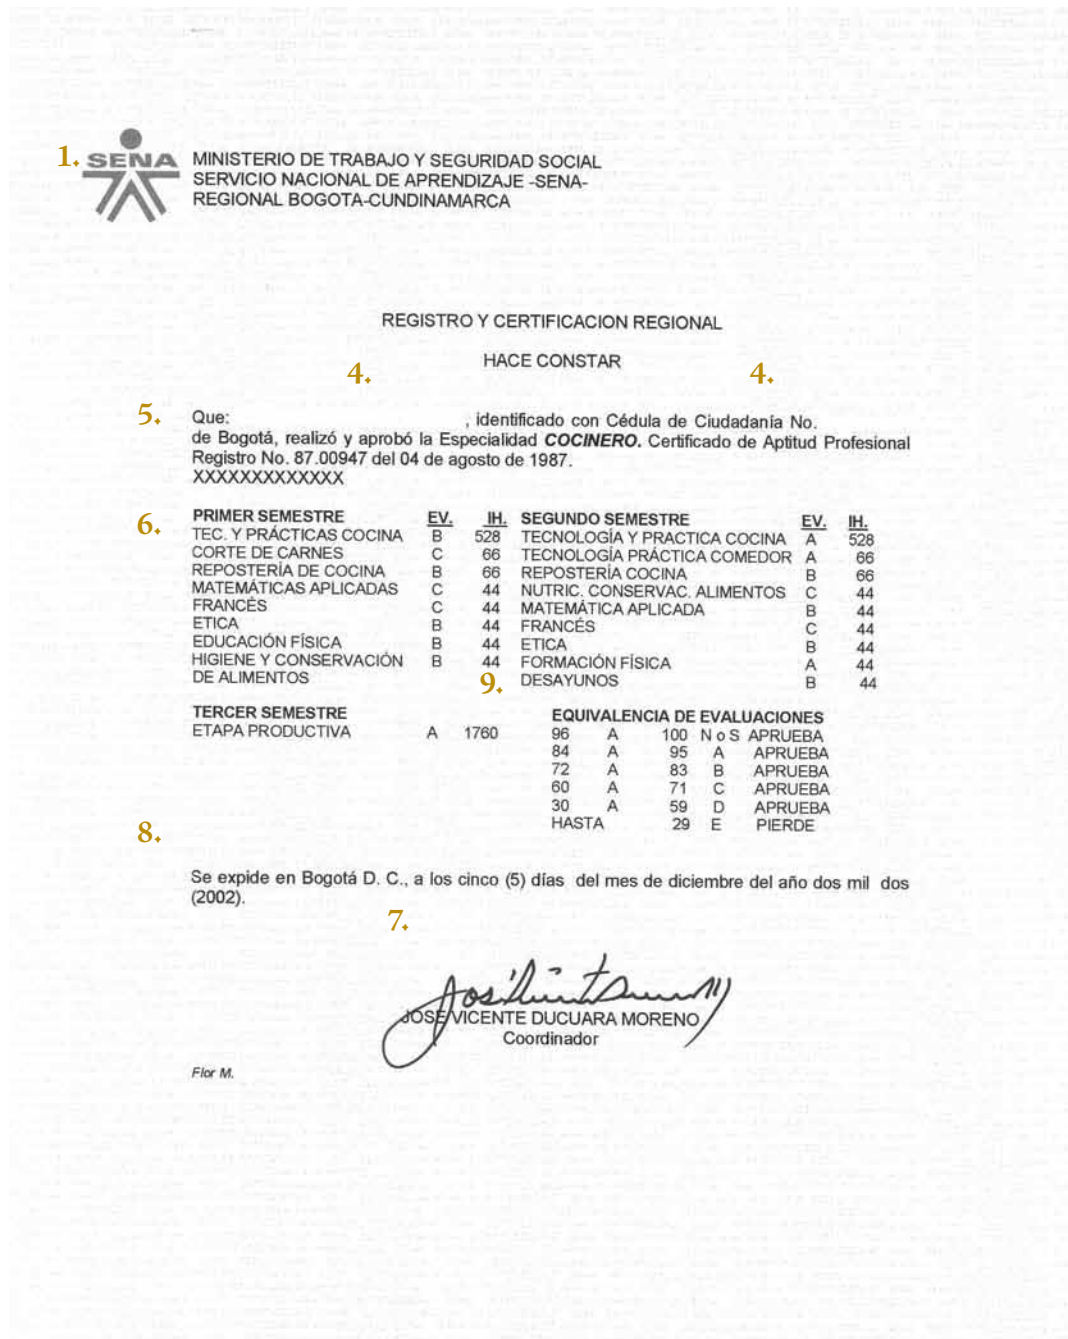 1. SENA
MINISTERIO DE TRABAJO Y SEGURIDAD SOCIAL
SERVICIO NACIONAL DE APRENDIZAJE -SENA-
REGIONAL BOGOTA-CUNDINAMARCA
REGISTRO Y CERTIFICACION REGIONAL
HACE CONSTAR
4. 4.
5. Que: , identificado con Cédula de Ciudadanía No.
de Bogotá, realizó y aprobó la Especialidad COCINERO. Certificado de Aptitud Profesional
Registro No. 87.00947 del 04 de agosto de 1987.
XXXXXXXXXXXXX
6. PRIMER SEMESTRE EV. IH. SEGUNDO SEMESTRE EV. IH.
TEC. Y PRÁCTICAS COCINA B 528 TECNOLOGÍA Y PRACTICA COCINA A 528
CORTE DE CARNES C 66 TECNOLOGÍA PRÁCTICA COMEDOR A 66
REPOSTERÍA DE COCINA B 66 REPOSTERÍA COCINA B 66
MATEMÁTICAS APLICADAS C 44 NUTRIC. CONSERVAC. ALIMENTOS C 44
FRANCÉS C 44 MATEMÁTICA APLICADA B 44
ETICA B 44 FRANCÉS C 44
EDUCACIÓN FÍSICA B 44 ETICA B 44
HIGIENE Y CONSERVACIÓN B 44 FORMACIÓN FÍSICA A 44
DE ALIMENTOS 9. DESAYUNOS B 44
TERCER SEMESTRE EQUIVALENCIA DE EVALUACIONES
ETAPA PRODUCTIVA A 1760 96 A 100 N o S APRUEBA
84 A 95 A APRUEBA
72 A 83 B APRUEBA
60 A 71 C APRUEBA
30 A 59 D APRUEBA
HASTA 29 E PIERDE
8.
Se expide en Bogotá D. C., a los cinco (5) días del mes de diciembre del año dos mil dos
(2002).
7.
JOSE VICENTE DUCUARA MORENO
Coordinador
Flor M.